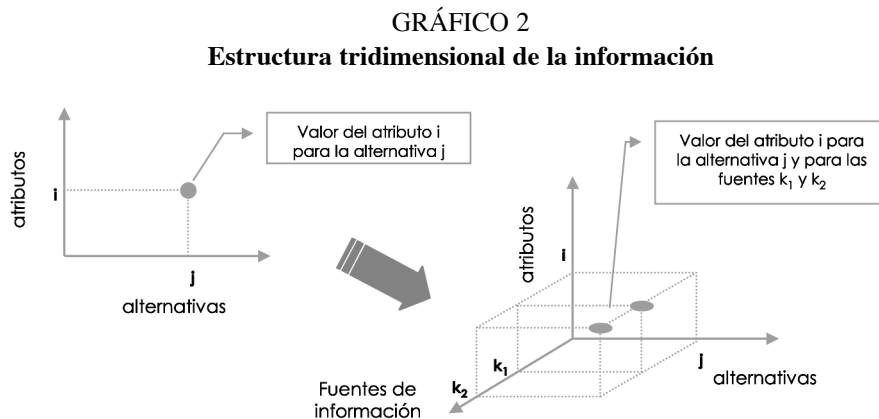 GRÁFICO 2
Estructura tridimensional de la información
Valor del atributo i
para la alternativa j
atributos
i
j
alternativas
Valor del atributo i para
la alternativa j y para las
fuentes k₁ y k₂
atributos
i
j
alternativas
k₁
k₂
Fuentes de
información